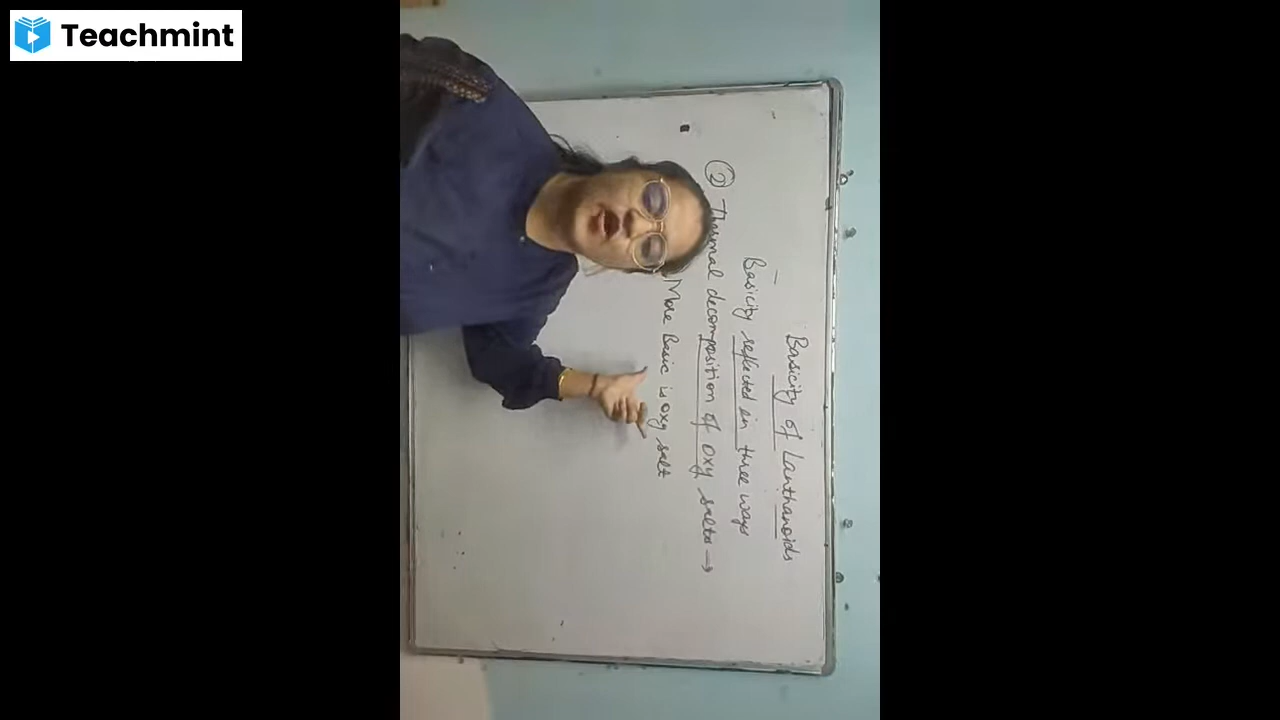 Teachmint
Basicity of Lanthanoids
Basicity reflected in three ways
② Thermal decomposition of oxy salts →
More Basic is oxy salt